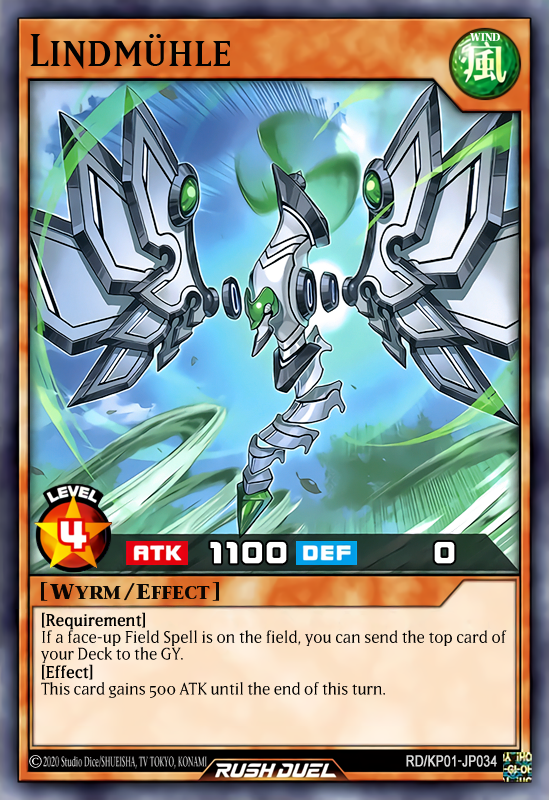 LINDMÜHLE
WIND
風
LEVEL
4
ATK 1100 DEF 0
[WYRM/EFFECT]
[Requirement]
If a face-up Field Spell is on the field, you can send the top card of
your Deck to the GY.
[Effect]
This card gains 500 ATK until the end of this turn.
©2020 Studio Dice/SHUEISHA, TV TOKYO, KONAMI
RUSH DUEL
RD/KP01-JP034